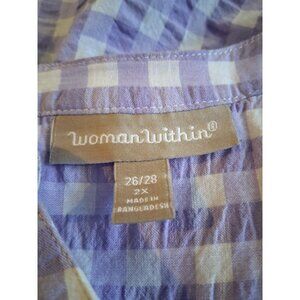 Woman Within®
26/28
2X
MADE IN
BANGLADESH